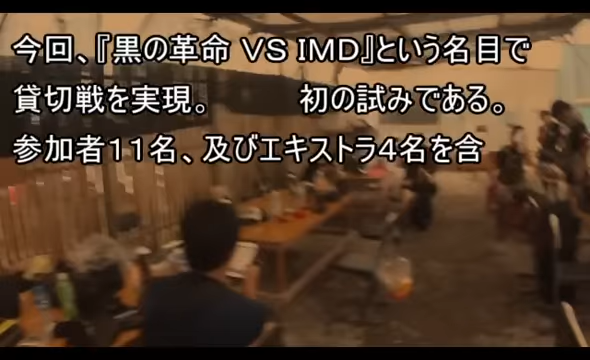 今回、『黒の革命 VS IMD』という名目で
貸切戦を実現。　　　初の試みである。
参加者11名、及びエキストラ4名を含